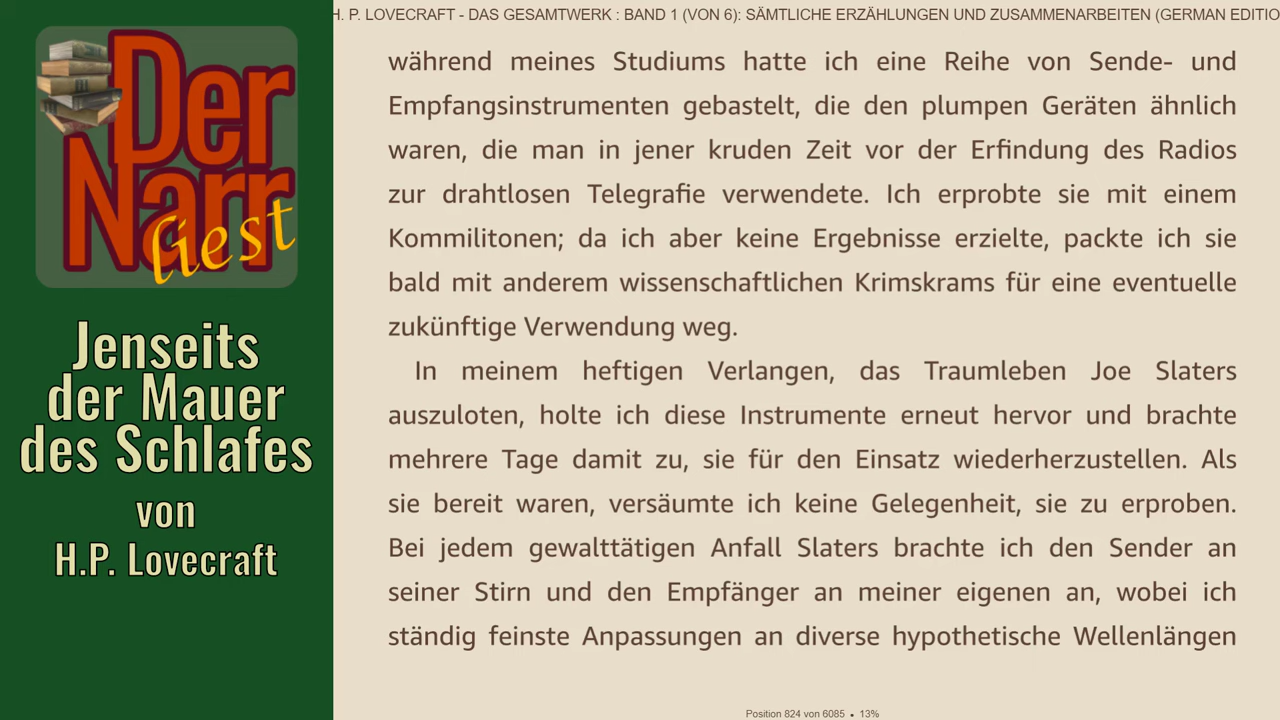 Der
Narr
liest
Jenseits
der Mauer
des Schlafes
von
H.P. Lovecraft
H. P. LOVECRAFT - DAS GESAMTWERK : BAND 1 (VON 6): SÄMTLICHE ERZÄHLUNGEN UND ZUSAMMENARBEITEN (GERMAN EDITIO
während meines Studiums hatte ich eine Reihe von Sende- und
Empfangsinstrumenten gebastelt, die den plumpen Geräten ähnlich
waren, die man in jener kruden Zeit vor der Erfindung des Radios
zur drahtlosen Telegrafie verwendete. Ich erprobte sie mit einem
Kommilitonen; da ich aber keine Ergebnisse erzielte, packte ich sie
bald mit anderem wissenschaftlichen Krimskrams für eine eventuelle
zukünftige Verwendung weg.
In meinem heftigen Verlangen, das Traumleben Joe Slaters
auszuloten, holte ich diese Instrumente erneut hervor und brachte
mehrere Tage damit zu, sie für den Einsatz wiederherzustellen. Als
sie bereit waren, versäumte ich keine Gelegenheit, sie zu erproben.
Bei jedem gewalttätigen Anfall Slaters brachte ich den Sender an
seiner Stirn und den Empfänger an meiner eigenen an, wobei ich
ständig feinste Anpassungen an diverse hypothetische Wellenlängen
Position 824 von 6085 • 13%